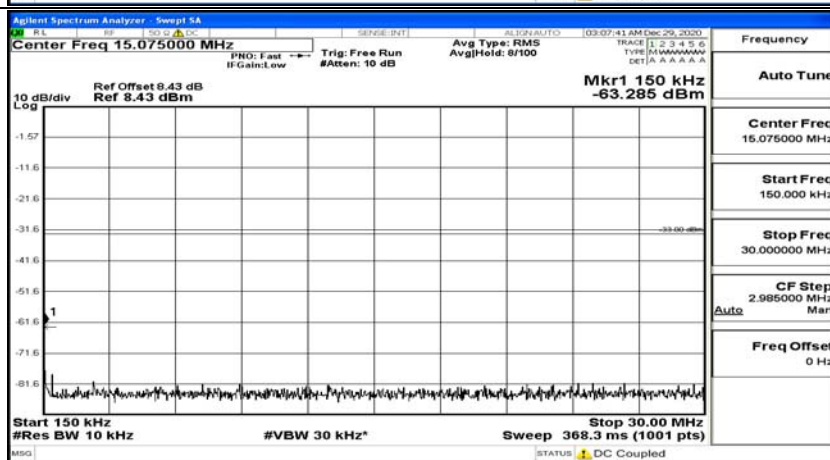 Agilent Spectrum Analyzer - Swept SA
RL RF 50 Ω DC SENSE:INT ALIGN AUTO 03:07:41 AM Dec 29, 2020
Center Freq 15.075000 MHz
PNO: Fast
IFGain:Low
Trig: Free Run
#Atten: 10 dB
Avg Type: RMS
Avg|Hold: 8/100
TRACE 1 2 3 4 5 6
TYPE
DET A A A A A A
Frequency
Auto Tune
Ref Offset 8.43 dB
Ref 8.43 dBm
Mkr1 150 kHz
-63.285 dBm
10 dB/div
Log
Center Freq
15.075000 MHz
Start Freq
150.000 kHz
Stop Freq
30.000000 MHz
CF Step
2.985000 MHz
Auto Man
Freq Offset
0 Hz
-1.57
-11.6
-21.6
-31.6
-33.00 dBm
-41.6
-51.6
1
-61.6
-71.6
-81.6
Start 150 kHz
Stop 30.00 MHz
#Res BW 10 kHz
#VBW 30 kHz*
Sweep 368.3 ms (1001 pts)
MSG
STATUS
DC Coupled